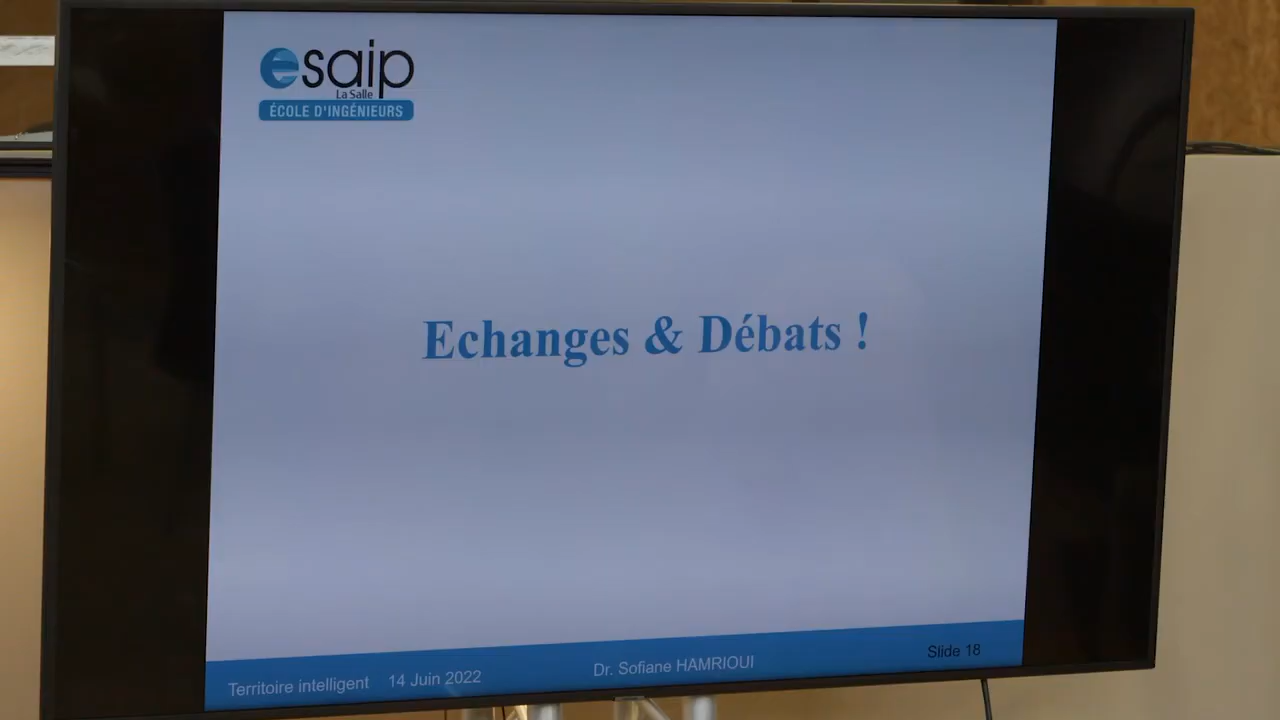 esaip
La Salle
ÉCOLE D'INGÉNIEURS
Echanges & Débats !
Territoire intelligent 14 Juin 2022 Dr. Sofiane HAMRIOUI Slide 18